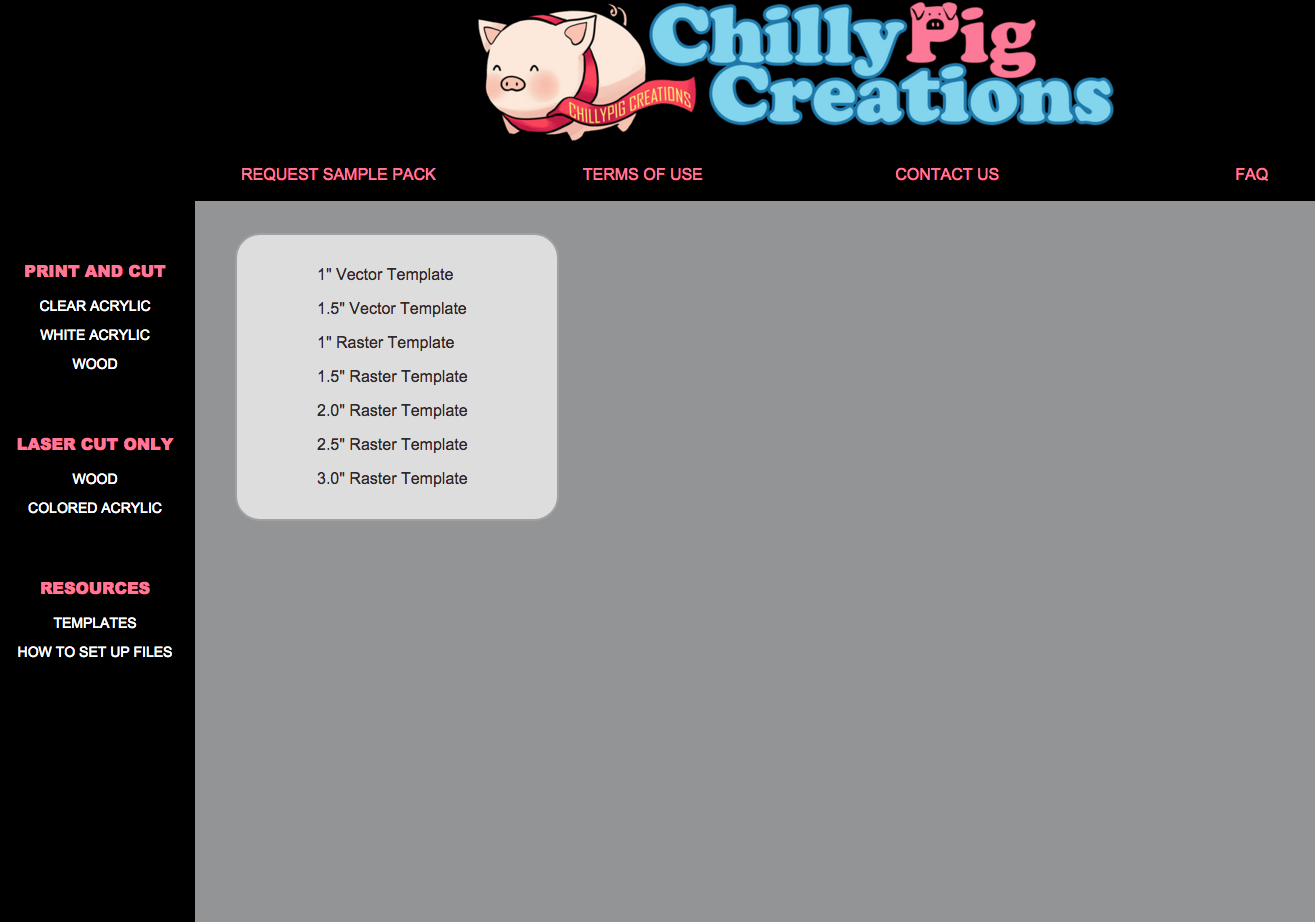 ChillyPig
Creations
CHILLYPIG CREATIONS
REQUEST SAMPLE PACK
TERMS OF USE
CONTACT US
FAQ
PRINT AND CUT
CLEAR ACRYLIC
WHITE ACRYLIC
WOOD
LASER CUT ONLY
WOOD
COLORED ACRYLIC
RESOURCES
TEMPLATES
HOW TO SET UP FILES
1" Vector Template
1.5" Vector Template
1" Raster Template
1.5" Raster Template
2.0" Raster Template
2.5" Raster Template
3.0" Raster Template